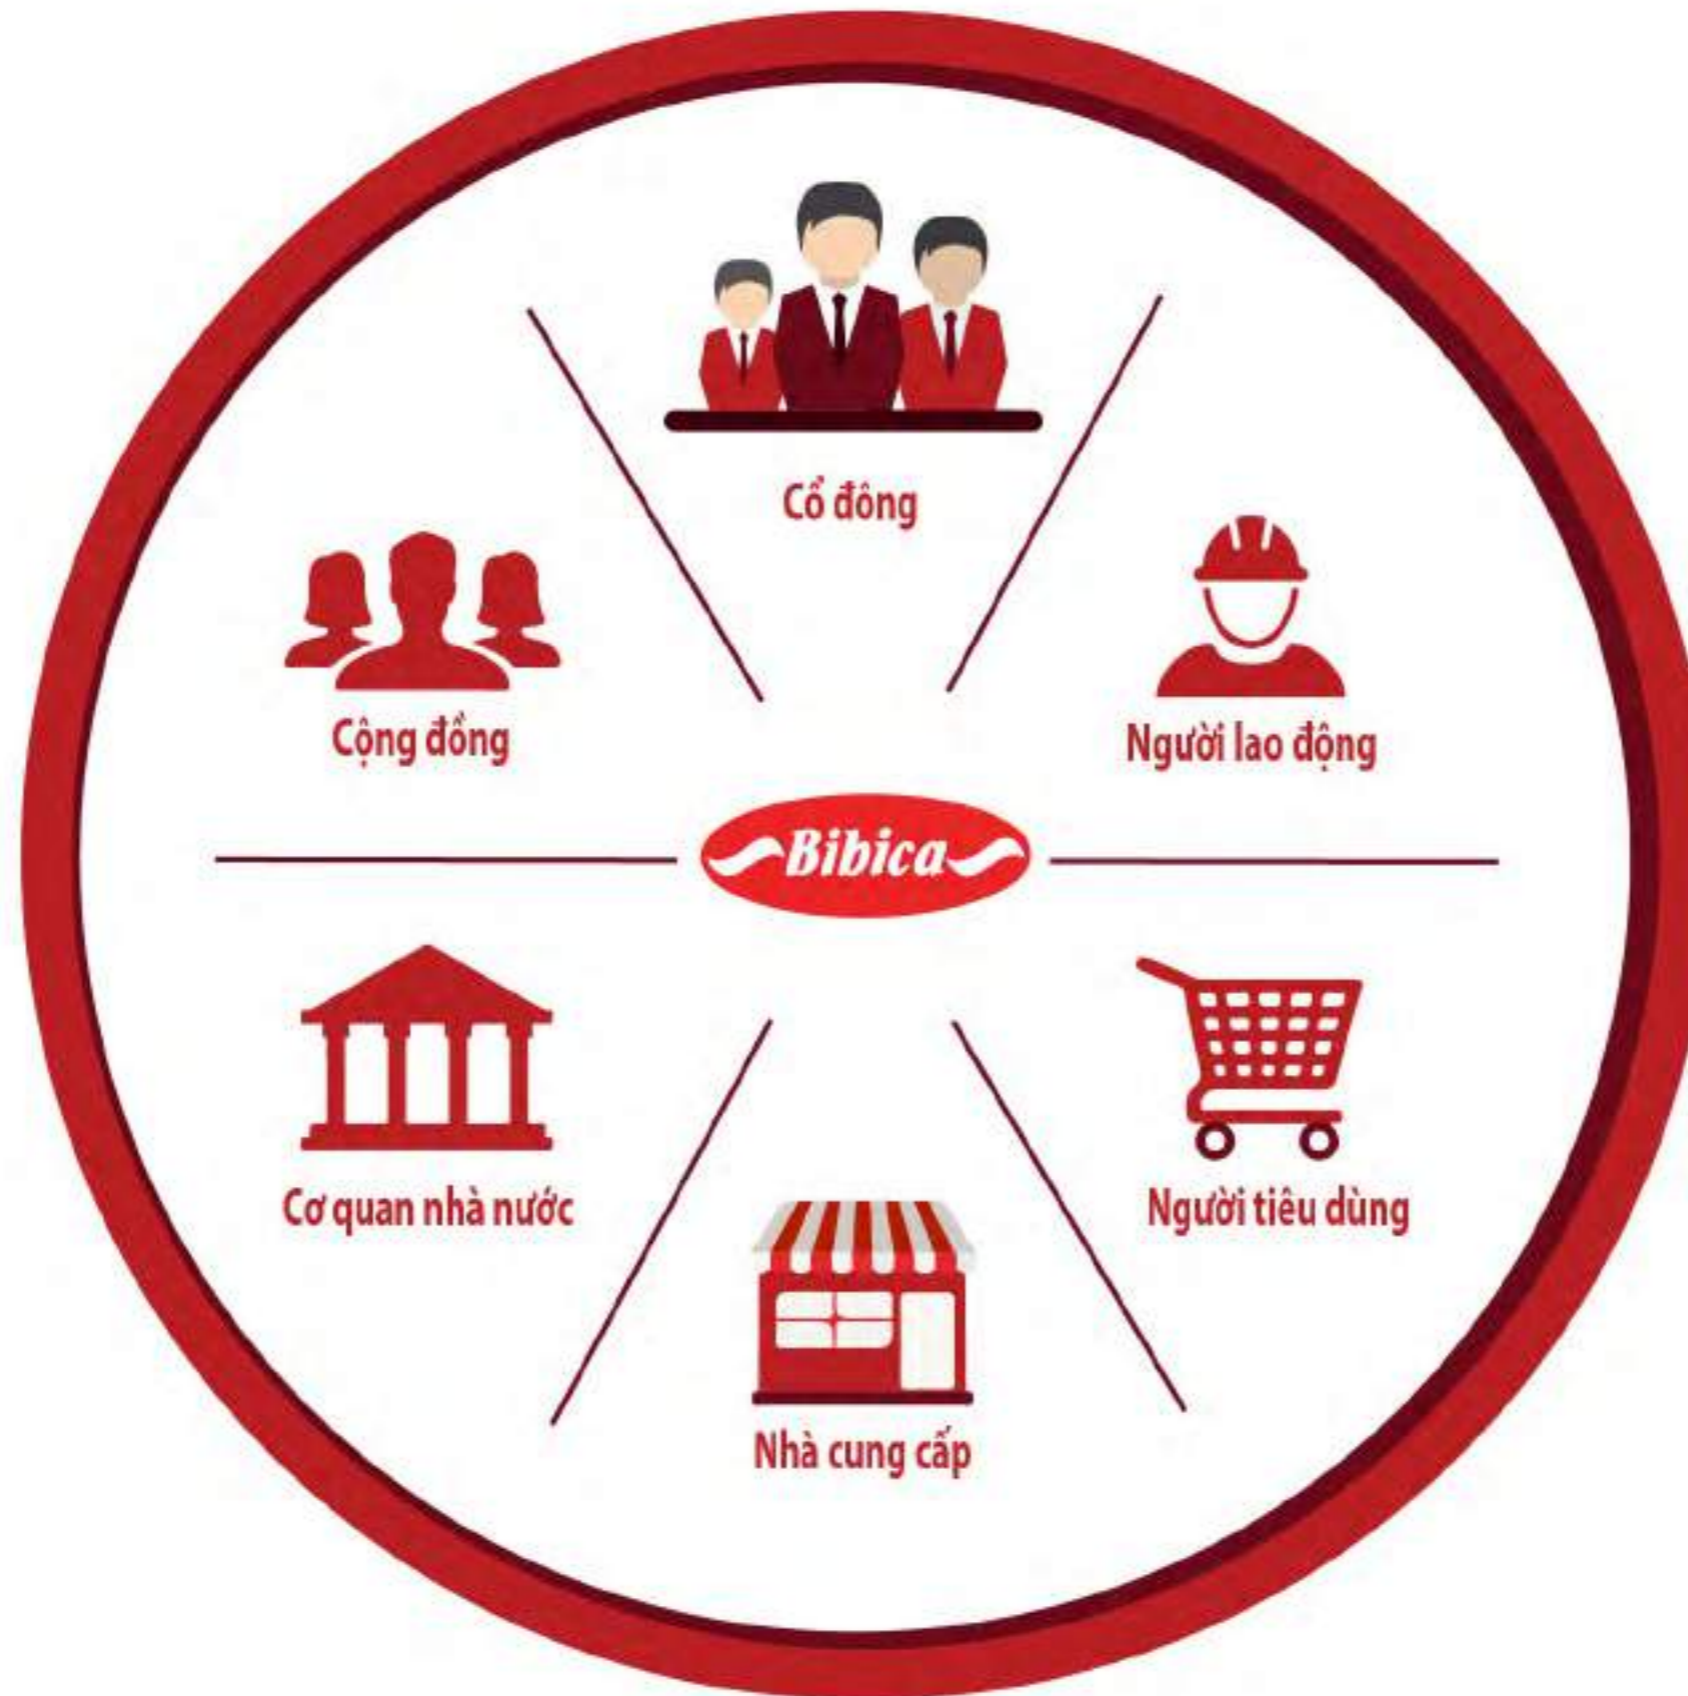 Cổ đông
Cộng đồng
Người lao động
Bibica
Cơ quan nhà nước
Người tiêu dùng
Nhà cung cấp